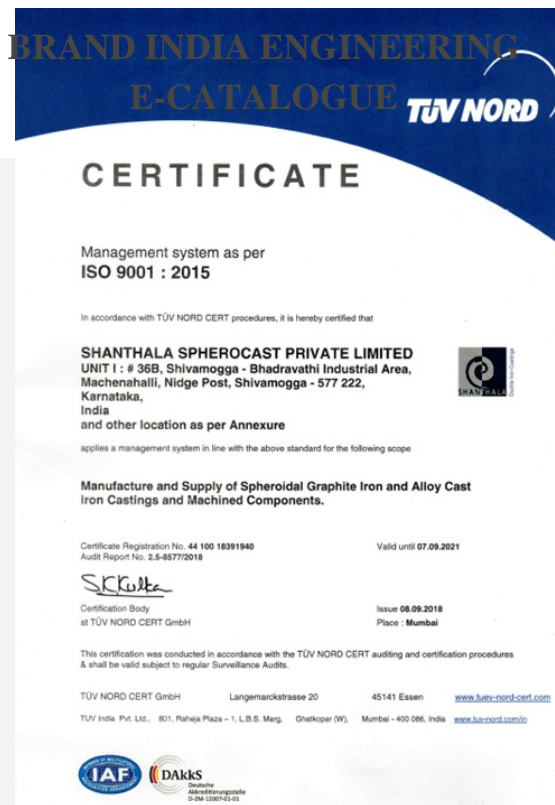 BRAND INDIA ENGINEERING
E-CATALOGUE
TÜV NORD
CERTIFICATE
Management system as per
ISO 9001 : 2015
In accordance with TÜV NORD CERT procedures, it is hereby certified that
SHANTHALA SPHEROCAST PRIVATE LIMITED
UNIT I : # 36B, Shivamogga - Bhadravathi Industrial Area,
Machenahalli, Nidge Post, Shivamogga - 577 222,
Karnataka,
India
and other location as per Annexure
SHANTHALA
Ductile Iron Castings
applies a management system in line with the above standard for the following scope
Manufacture and Supply of Spheroidal Graphite Iron and Alloy Cast
Iron Castings and Machined Components.
Certificate Registration No. 44 100 18391940 Valid until 07.09.2021
Audit Report No. 2.5-8577/2018
Certification Body Issue 08.09.2018
at TÜV NORD CERT GmbH Place : Mumbai
This certification was conducted in accordance with the TÜV NORD CERT auditing and certification procedures
& shall be valid subject to regular Surveillance Audits.
TÜV NORD CERT GmbH Langemarckstrasse 20 45141 Essen www.tuev-nord-cert.com
TUV India Pvt. Ltd., 801, Raheja Plaza – 1, L.B.S. Marg, Ghatkopar (W), Mumbai - 400 086, India www.tuv-nord.com/in
IAF
DAkkS
Deutsche
Akkreditierungsstelle
D-ZM-12007-01-01